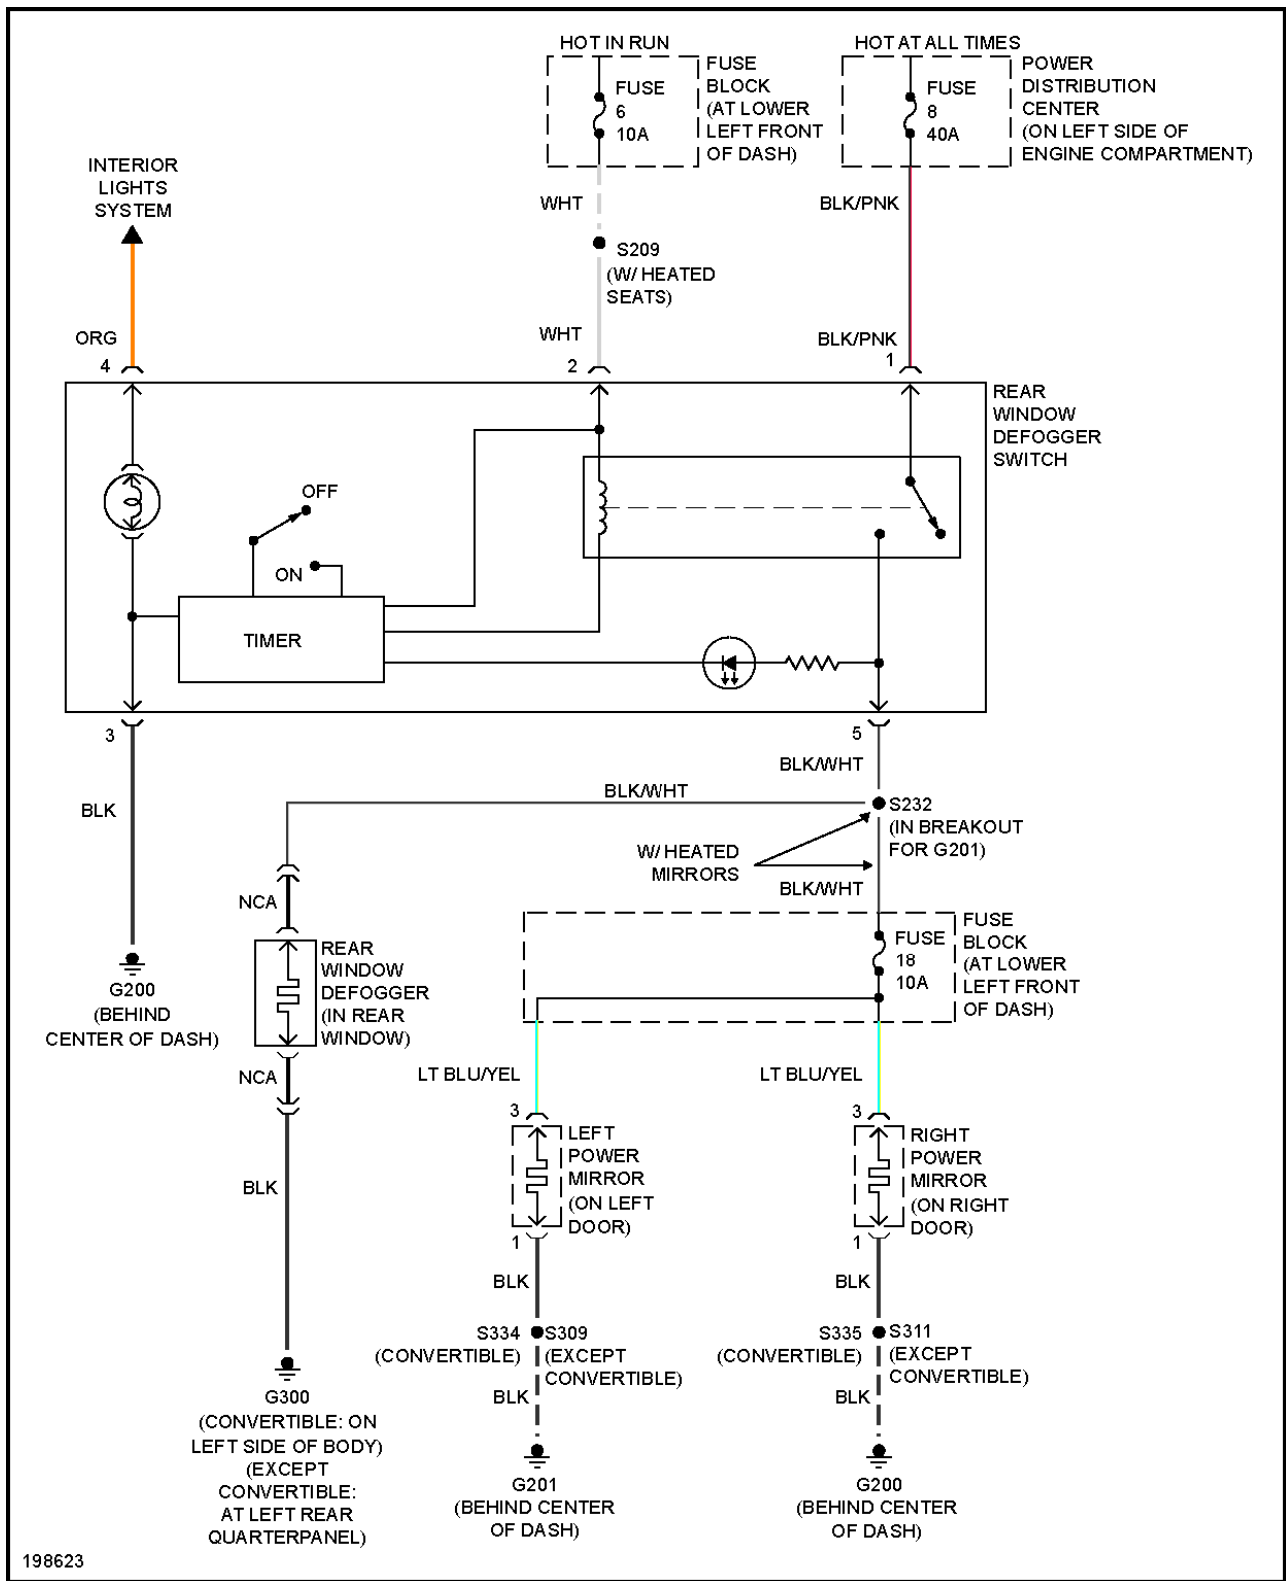 HOT IN RUN
HOT AT ALL TIMES
FUSE
6
10A
FUSE
BLOCK
(AT LOWER
LEFT FRONT
OF DASH)
FUSE
8
40A
POWER
DISTRIBUTION
CENTER
(ON LEFT SIDE OF
ENGINE COMPARTMENT)
INTERIOR
LIGHTS
SYSTEM
WHT
BLK/PNK
S209
(W/ HEATED
SEATS)
ORG
WHT
BLK/PNK
4
2
1
REAR
WINDOW
DEFOGGER
SWITCH
OFF
ON
TIMER
3
5
BLK/WHT
BLK
BLK/WHT
S232
(IN BREAKOUT
FOR G201)
W/ HEATED
MIRRORS
BLK/WHT
NCA
FUSE
18
10A
FUSE
BLOCK
(AT LOWER
LEFT FRONT
OF DASH)
REAR
WINDOW
DEFOGGER
(IN REAR
WINDOW)
G200
(BEHIND
CENTER OF DASH)
NCA
LT BLU/YEL
LT BLU/YEL
3
3
LEFT
POWER
MIRROR
(ON LEFT
DOOR)
RIGHT
POWER
MIRROR
(ON RIGHT
DOOR)
BLK
1
1
BLK
BLK
S334
(CONVERTIBLE)
S309
(EXCEPT
CONVERTIBLE)
S335
(CONVERTIBLE)
S311
(EXCEPT
CONVERTIBLE)
BLK
BLK
G300
(CONVERTIBLE: ON
LEFT SIDE OF BODY)
(EXCEPT
CONVERTIBLE:
AT LEFT REAR
QUARTERPANEL)
G201
(BEHIND CENTER
OF DASH)
G200
(BEHIND CENTER
OF DASH)
198623